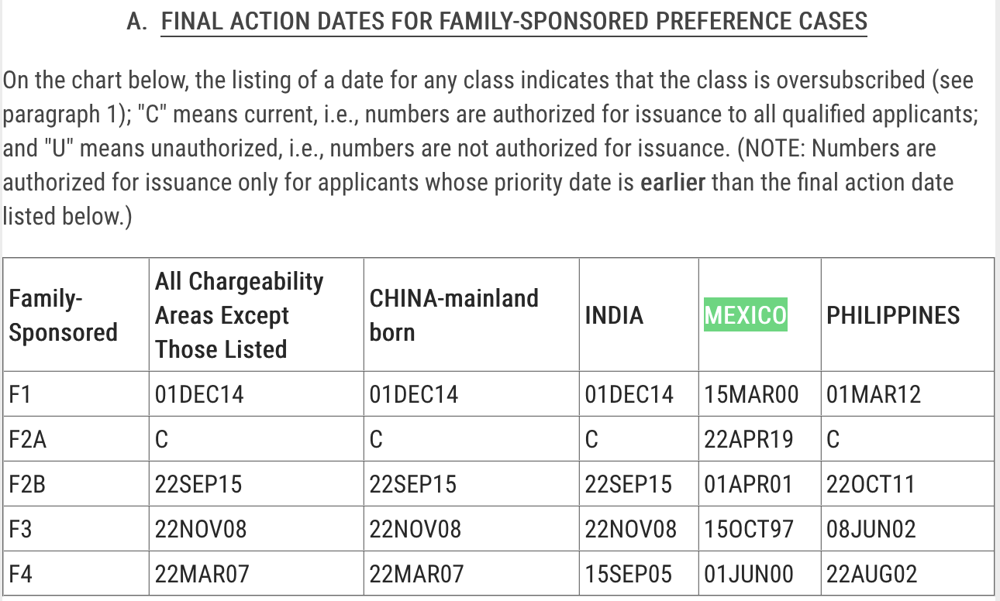 A. FINAL ACTION DATES FOR FAMILY-SPONSORED PREFERENCE CASES
On the chart below, the listing of a date for any class indicates that the class is oversubscribed (see
paragraph 1); "C" means current, i.e., numbers are authorized for issuance to all qualified applicants;
and "U" means unauthorized, i.e., numbers are not authorized for issuance. (NOTE: Numbers are
authorized for issuance only for applicants whose priority date is earlier than the final action date
listed below.)
Family-
Sponsored
All Chargeability
Areas Except
Those Listed
CHINA-mainland
born
INDIA
MEXICO
PHILIPPINES
F1 01DEC14 01DEC14 01DEC14 15MAR00 01MAR12
F2A C C C 22APR19 C
F2B 22SEP15 22SEP15 22SEP15 01APR01 22OCT11
F3 22NOV08 22NOV08 22NOV08 15OCT97 08JUN02
F4 22MAR07 22MAR07 15SEP05 01JUN00 22AUG02